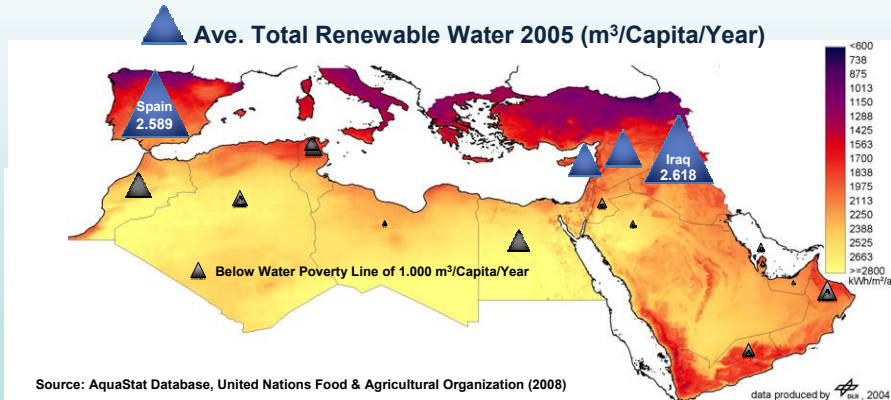 Ave. Total Renewable Water 2005 (m³/Capita/Year)
<600
738
875
1013
1150
1288
1425
1563
1700
1838
1975
2113
2250
2388
2525
2663
>=2800
kWh/m²/a
Spain
2.589
Iraq
2.618
Below Water Poverty Line of 1.000 m³/Capita/Year
Source: AquaStat Database, United Nations Food & Agricultural Organization (2008)
data produced by DLR , 2004